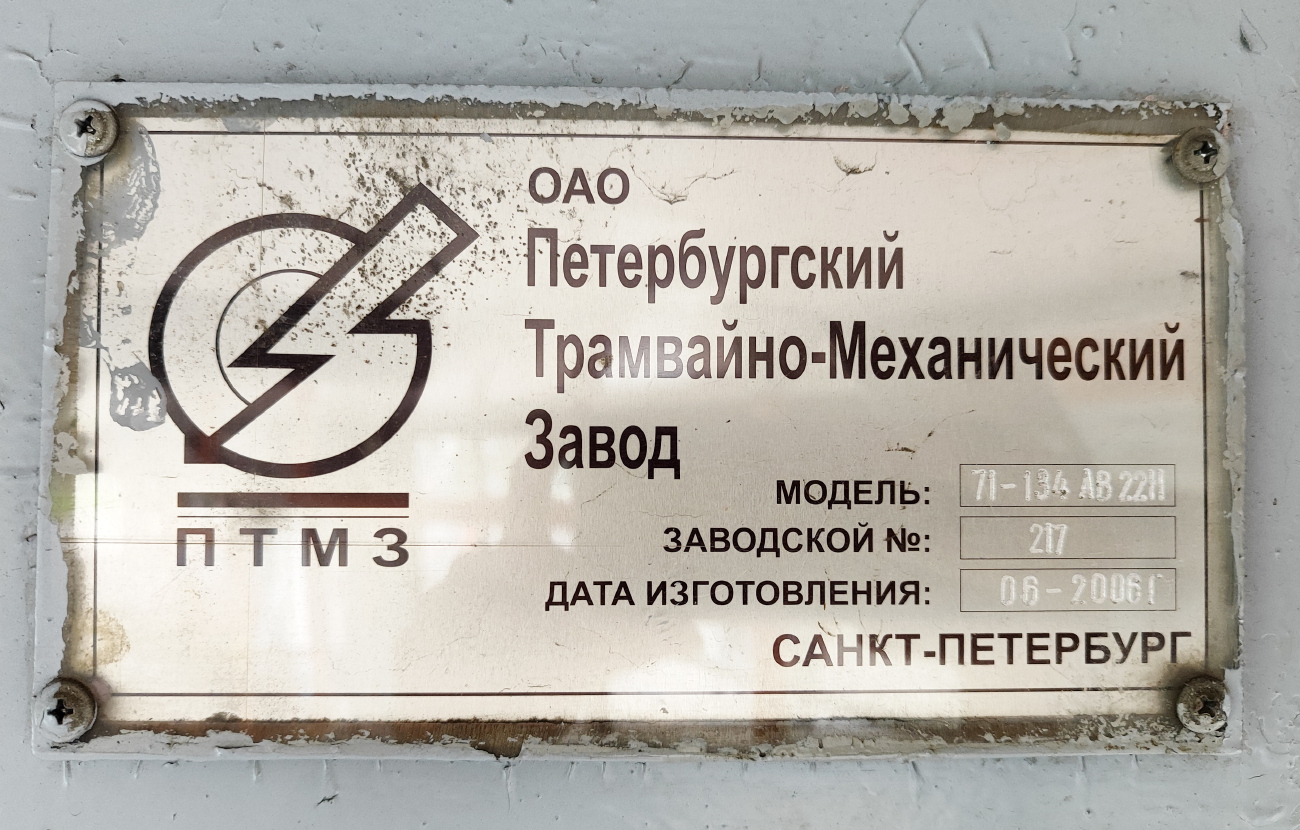 ОАО
Петербургский
Трамвайно-Механический
Завод
ПТМЗ
МОДЕЛЬ: 71-134 АВ 22Н
ЗАВОДСКОЙ №: 217
ДАТА ИЗГОТОВЛЕНИЯ: 06-2006Г
САНКТ-ПЕТЕРБУРГ